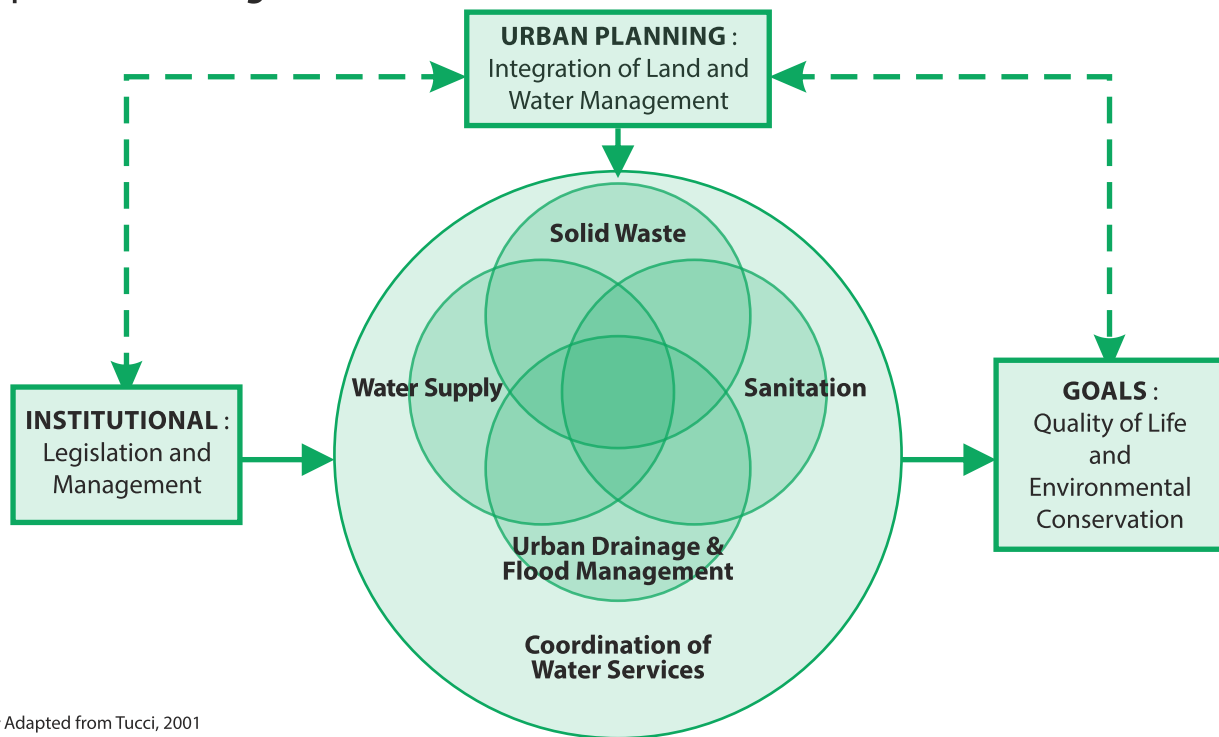 URBAN PLANNING :
Integration of Land and
Water Management
Solid Waste
Water Supply
Sanitation
INSTITUTIONAL :
Legislation and
Management
GOALS :
Quality of Life
and
Environmental
Conservation
Urban Drainage &
Flood Management
Coordination of
Water Services
Adapted from Tucci, 2001